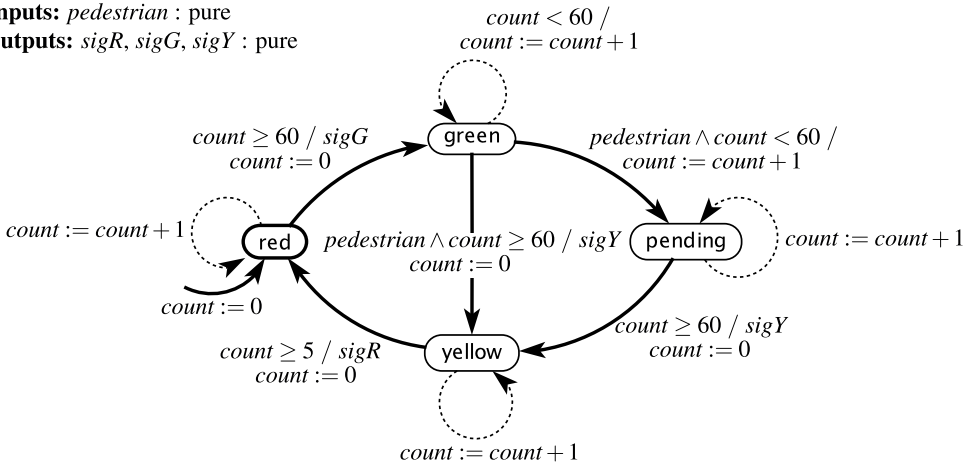 nputs: pedestrian : pure
utputs: sigR, sigG, sigY : pure
count < 60 /
count := count + 1
green
count ≥ 60 / sigG
count := 0
pedestrian ∧ count < 60 /
count := count + 1
count := count + 1
red
pedestrian ∧ count ≥ 60 / sigY
count := 0
pending
count := count + 1
count := 0
count ≥ 5 / sigR
count := 0
yellow
count ≥ 60 / sigY
count := 0
count := count + 1